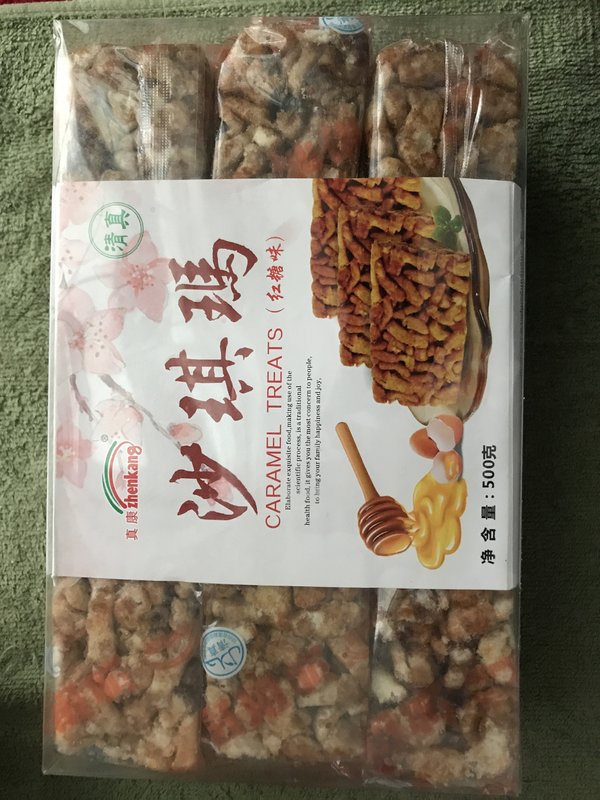 清真
沙琪瑪
CARAMEL TREATS（红糖味）
Elaborate exquisite food,making use of the
scientific process, is a traditional
health food, it gives you the most concern to people,
to bring your family happiness and joy,
®
真康 zhenkang
净含量：500克
清真